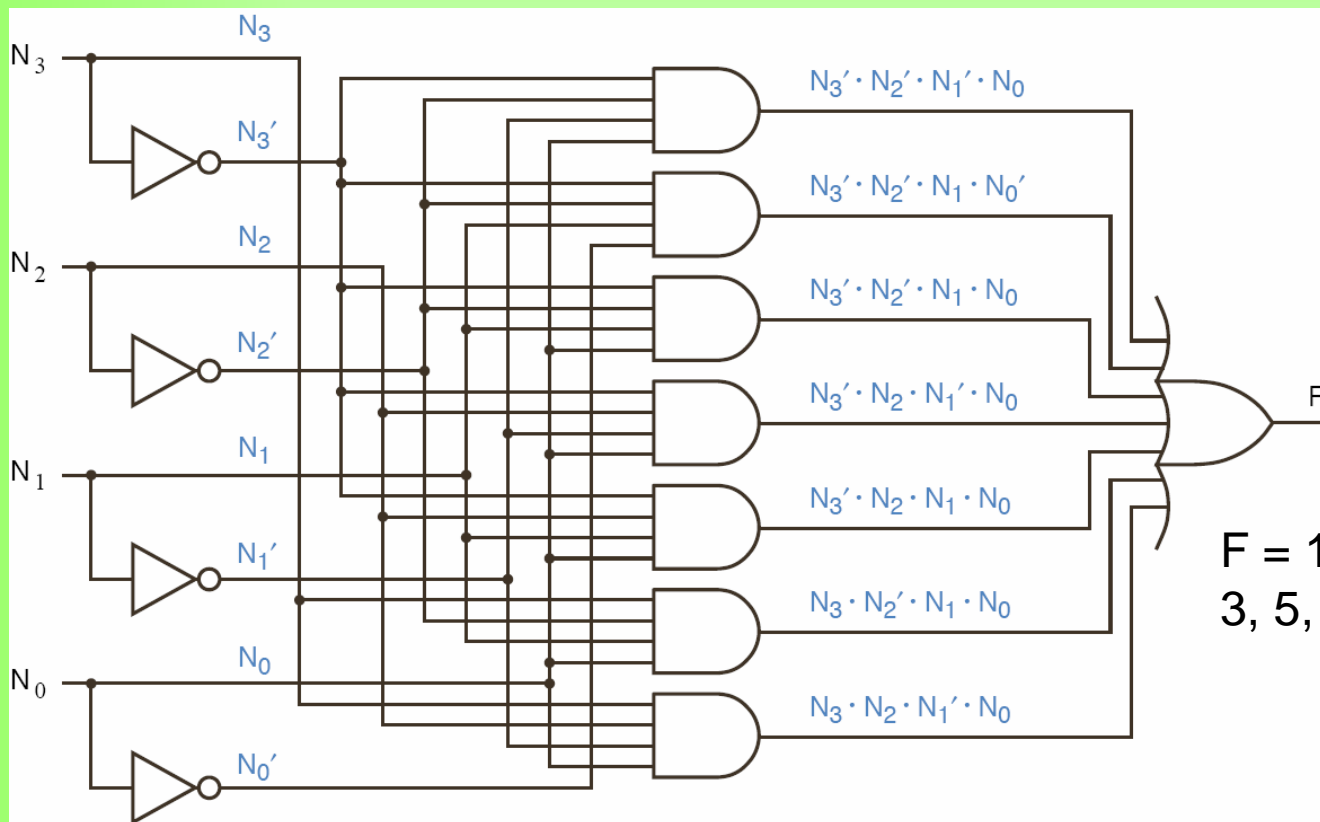 N₃
N₃
N₃′
N₃′ · N₂′ · N₁′ · N₀
N₃′ · N₂′ · N₁ · N₀′
N₂
N₂
N₂′
N₃′ · N₂′ · N₁ · N₀
N₃′ · N₂ · N₁′ · N₀
F
N₁
N₁
N₁′
N₃′ · N₂ · N₁ · N₀
F = 1
3, 5,
N₃ · N₂′ · N₁ · N₀
N₀
N₀
N₀′
N₃ · N₂ · N₁′ · N₀